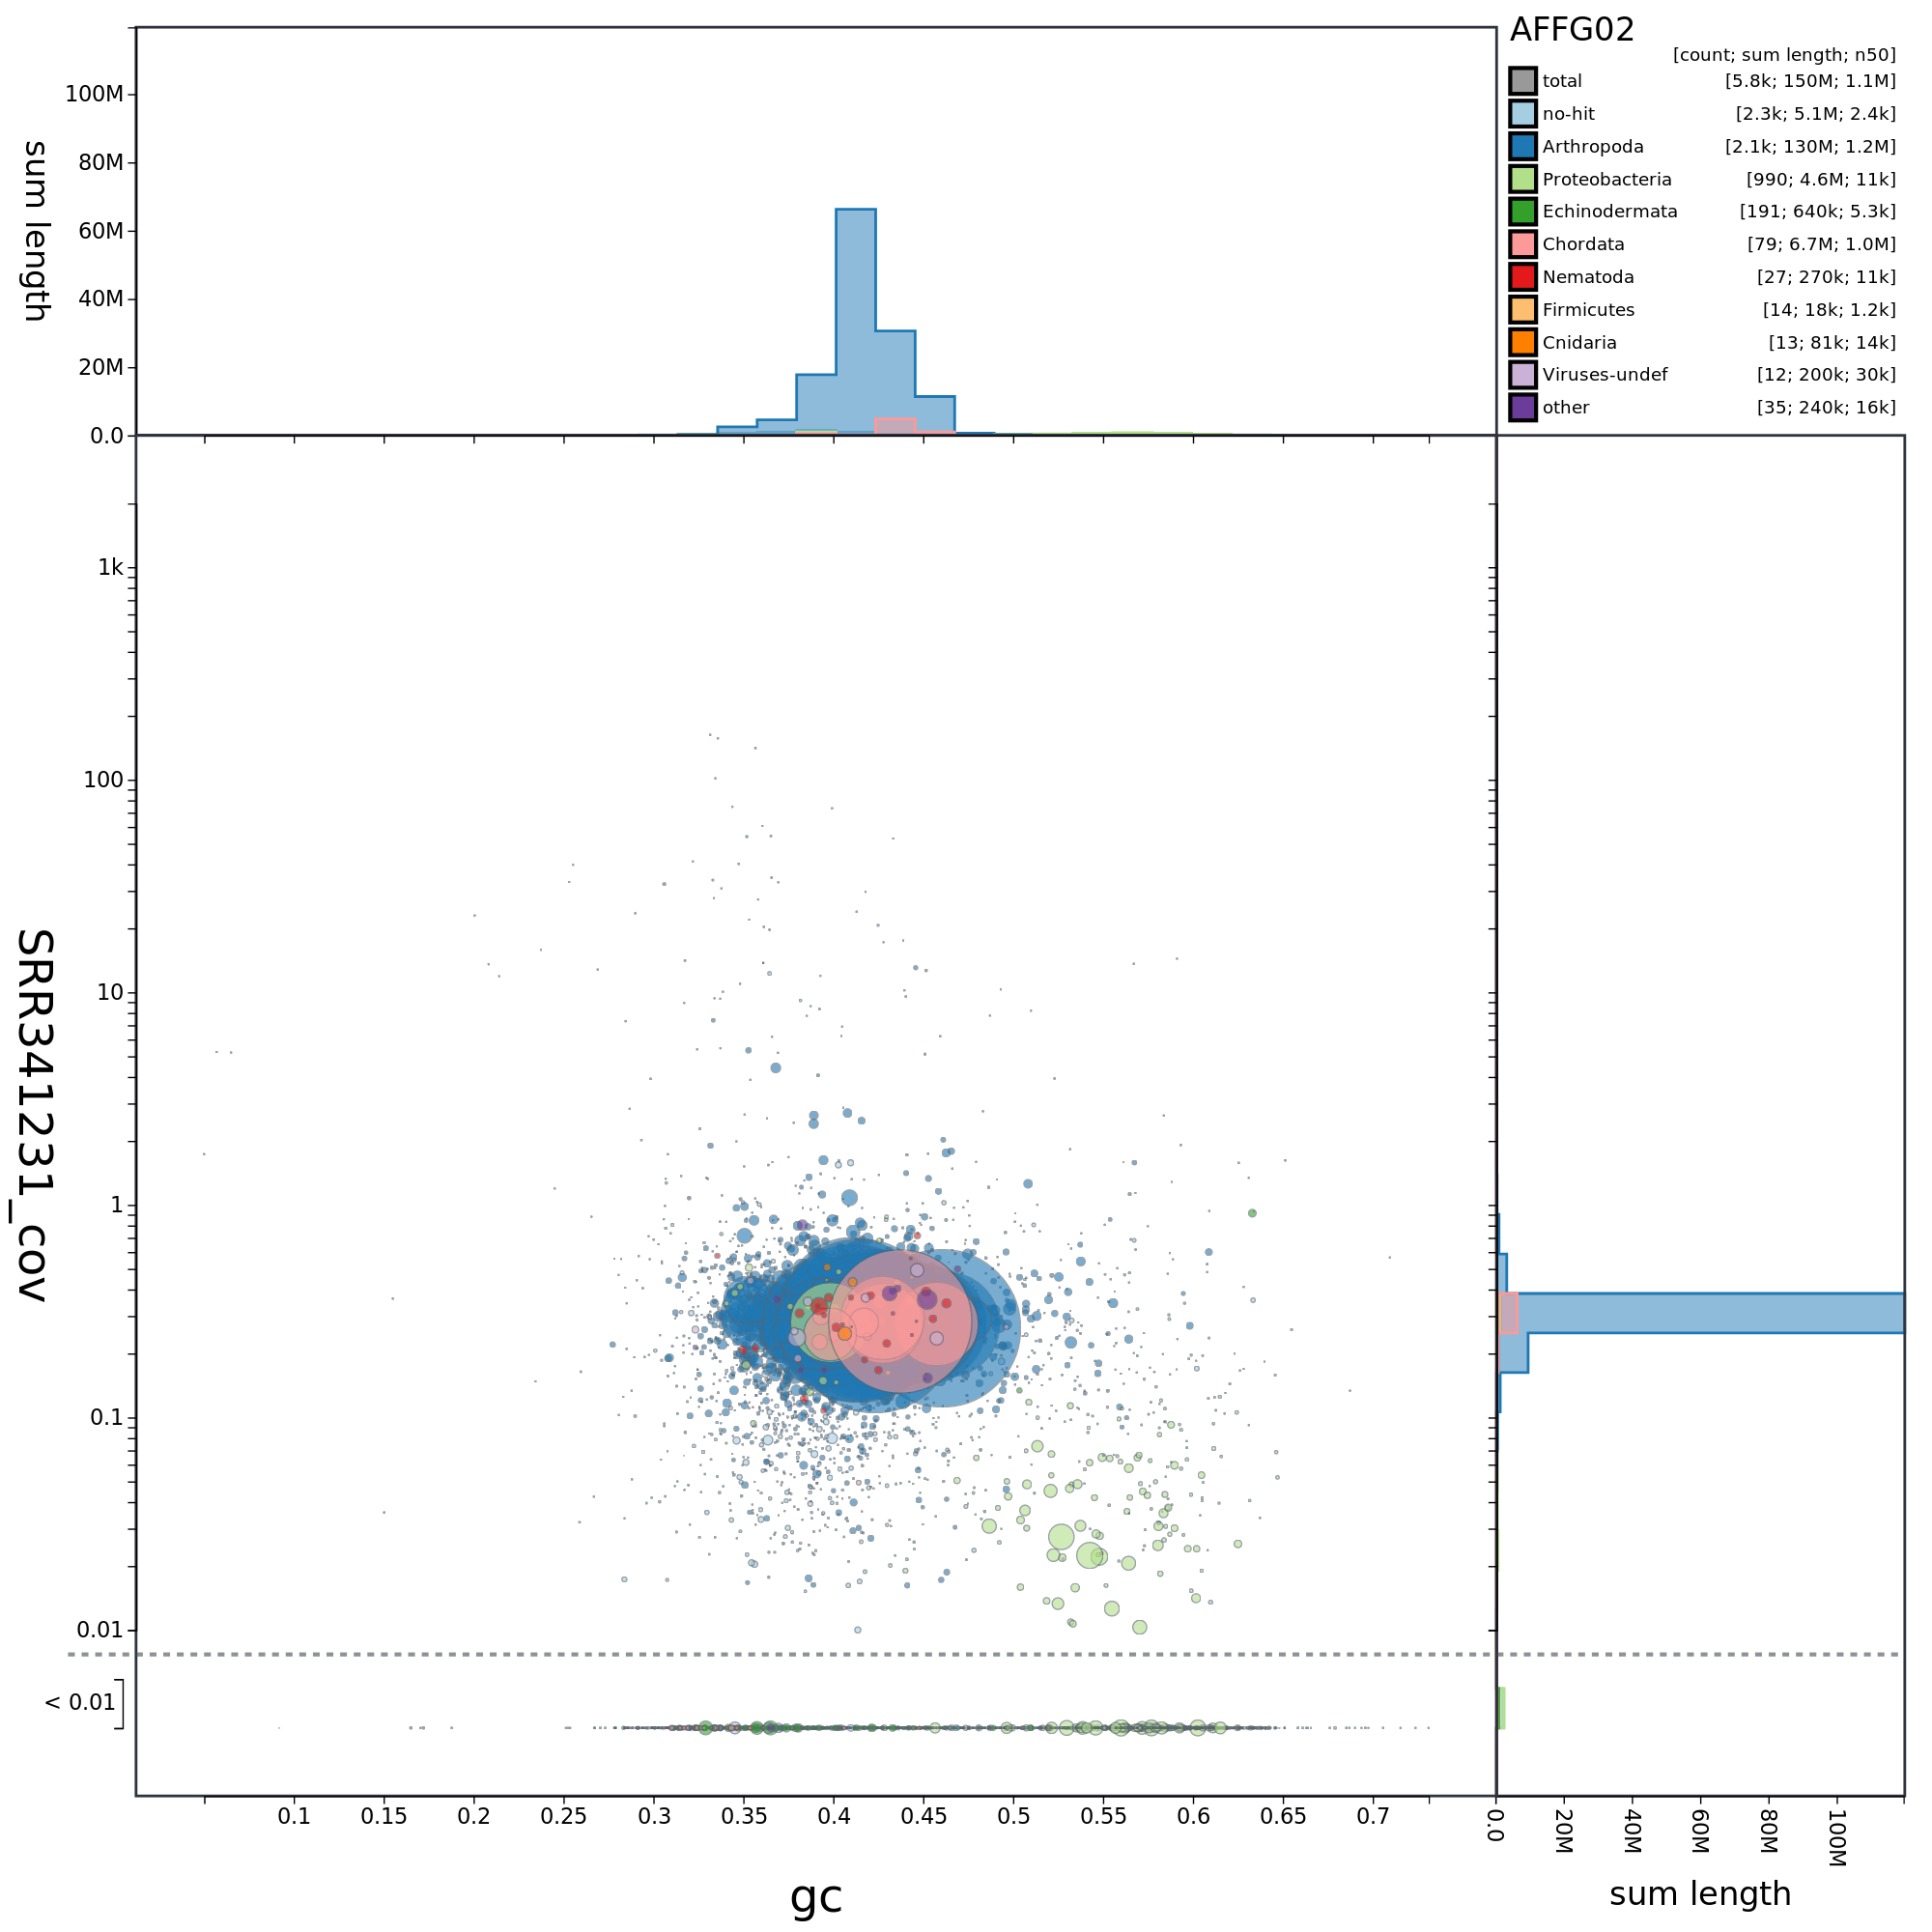 AFFG02
[count; sum length; n50]
total [5.8k; 150M; 1.1M]
no-hit [2.3k; 5.1M; 2.4k]
Arthropoda [2.1k; 130M; 1.2M]
Proteobacteria [990; 4.6M; 11k]
Echinodermata [191; 640k; 5.3k]
Chordata [79; 6.7M; 1.0M]
Nematoda [27; 270k; 11k]
Firmicutes [14; 18k; 1.2k]
Cnidaria [13; 81k; 14k]
Viruses-undef [12; 200k; 30k]
other [35; 240k; 16k]
sum length
100M
80M
60M
40M
20M
0.0
SRR341231_cov
1k
100
10
1
0.1
0.01
< 0.01
0.1 0.15 0.2 0.25 0.3 0.35 0.4 0.45 0.5 0.55 0.6 0.65 0.7
gc
0.0 20M 40M 60M 80M 100M
sum length